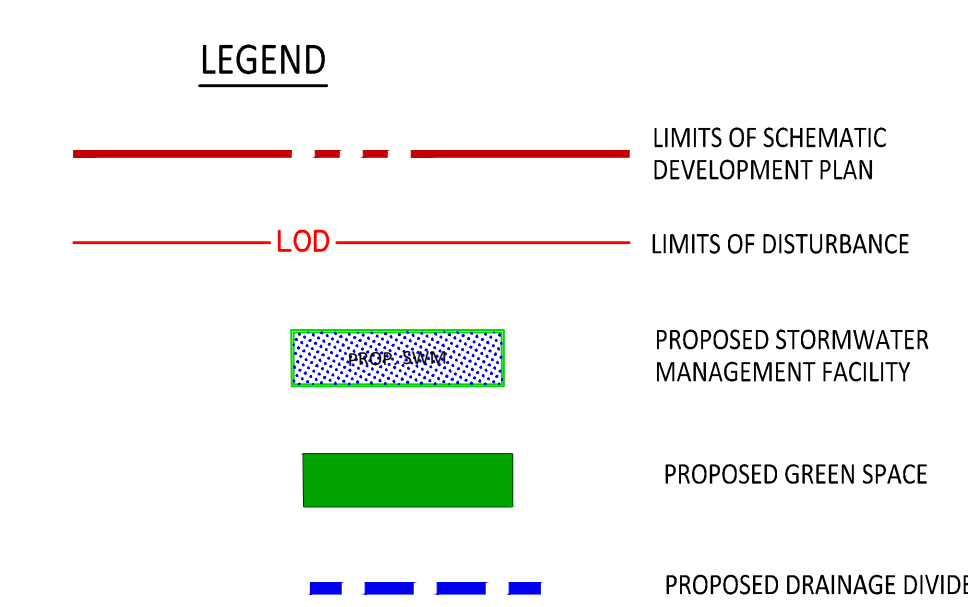 LEGEND
LIMITS OF SCHEMATIC
DEVELOPMENT PLAN
LOD
LIMITS OF DISTURBANCE
PROP. SWM
PROPOSED STORMWATER
MANAGEMENT FACILITY
PROPOSED GREEN SPACE
PROPOSED DRAINAGE DIVIDE